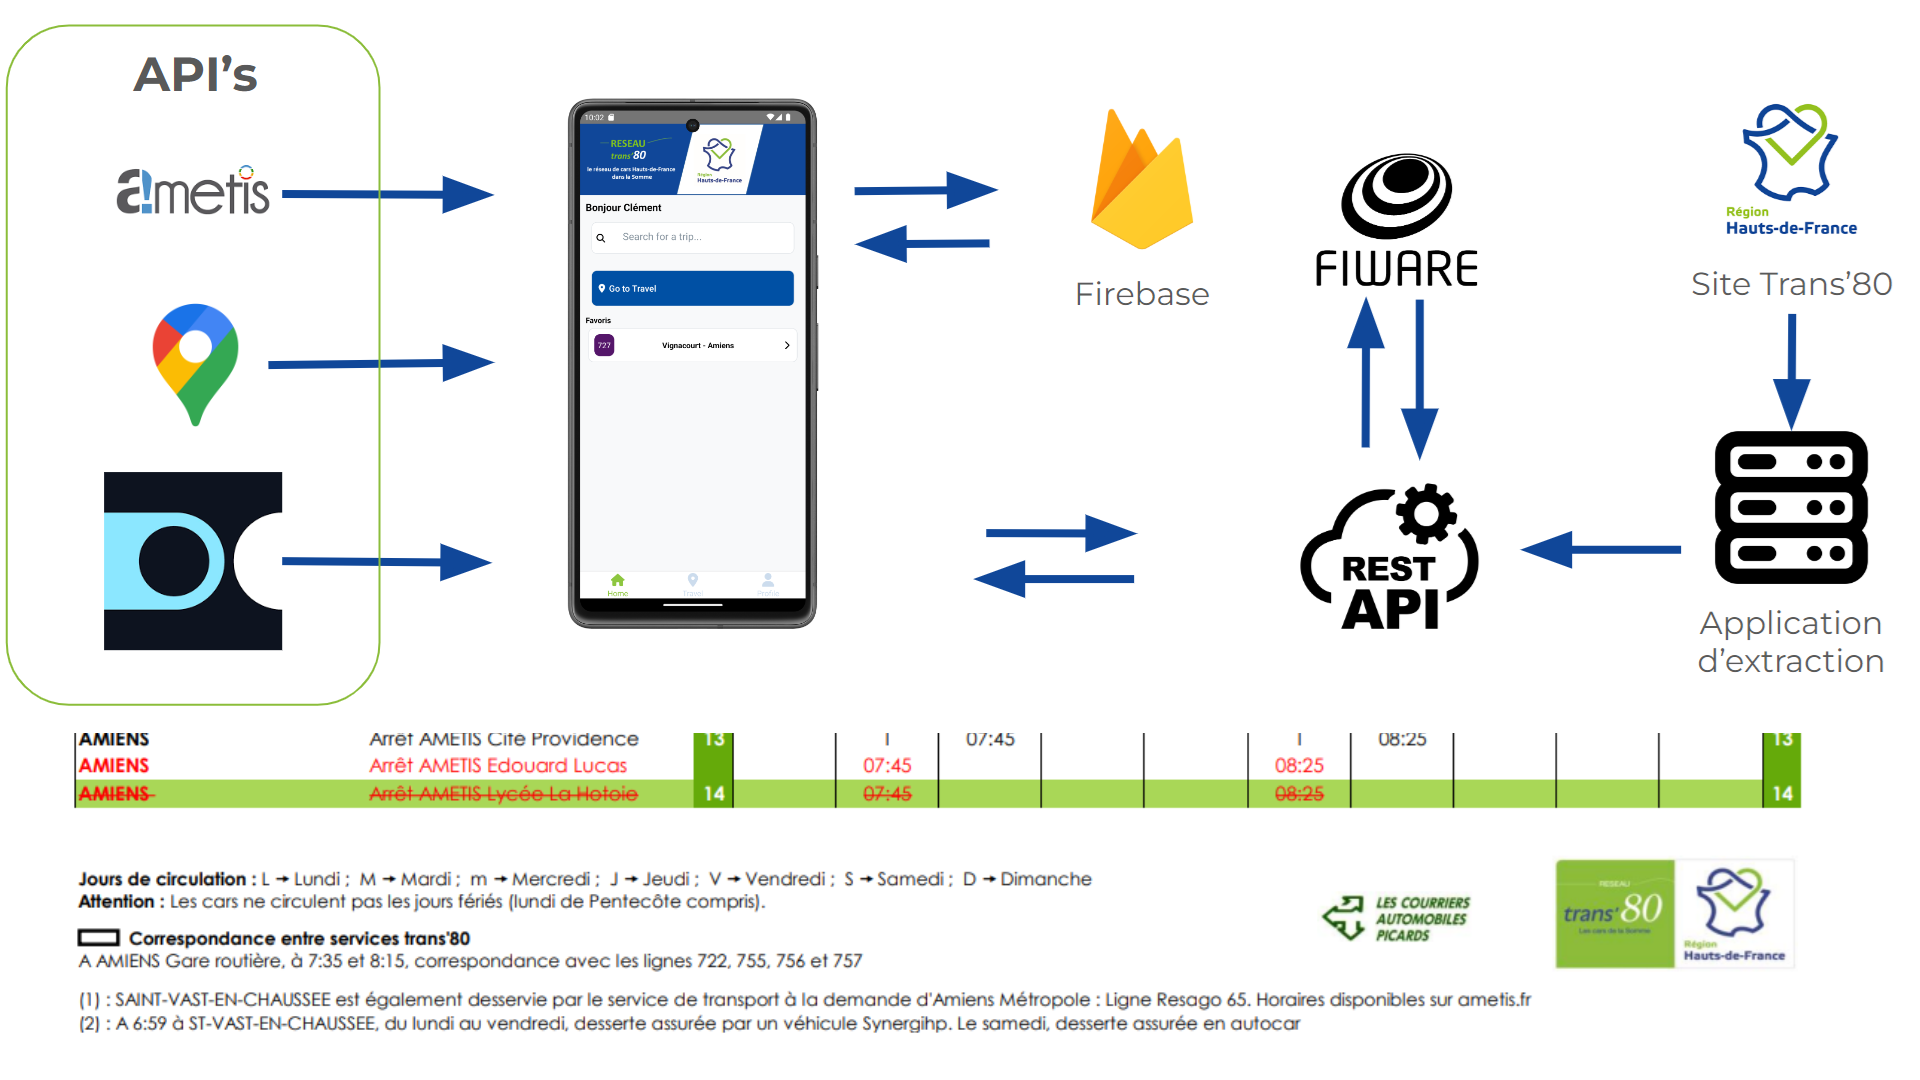 API's
ametis
10:02
RESEAU
trans'80
le réseau de cars Hauts-de-France
dans la Somme
Région
Hauts-de-France
Bonjour Clément
Search for a trip...
Go to Travel
Favoris
727
Vignacourt - Amiens
Home
Travel
Profile
Firebase
FIWARE
REST
API
Région
Hauts-de-France
Site Trans'80
Application
d'extraction
AMIENS Arrêt AMETIS Cité Providence 13 | 07:45 | 08:25 13
AMIENS Arrêt AMETIS Edouard Lucas 07:45 08:25
AMIENS Arrêt AMETIS Lycée La Hotoie 14 07:45 08:25 14
Jours de circulation : L → Lundi ; M → Mardi ; m → Mercredi ; J → Jeudi ; V → Vendredi ; S → Samedi ; D → Dimanche
Attention : Les cars ne circulent pas les jours fériés (lundi de Pentecôte compris).
Correspondance entre services trans'80
A AMIENS Gare routière, à 7:35 et 8:15, correspondance avec les lignes 722, 755, 756 et 757
LES COURRIERS
AUTOMOBILES
PICARDS
RESEAU
trans'80
Les cars de la Somme
Région
Hauts-de-France
(1) : SAINT-VAST-EN-CHAUSSEE est également desservie par le service de transport à la demande d'Amiens Métropole : Ligne Resago 65. Horaires disponibles sur ametis.fr
(2) : A 6:59 à ST-VAST-EN-CHAUSSEE, du lundi au vendredi, desserte assurée par un véhicule Synergihp. Le samedi, desserte assurée en autocar